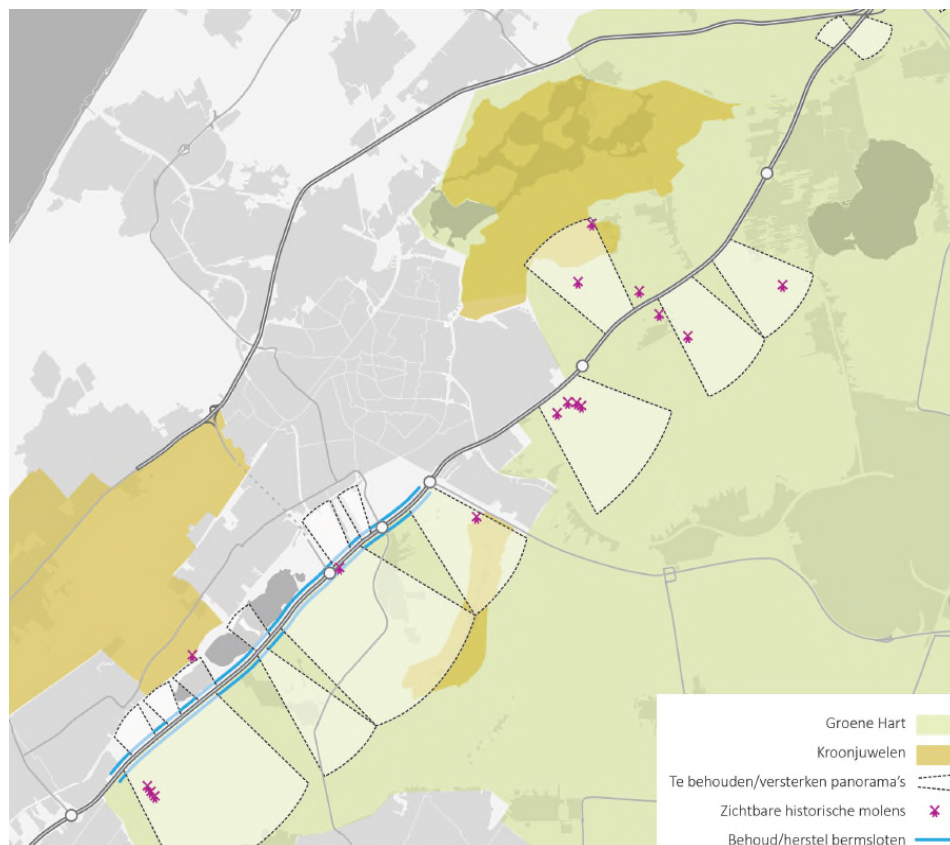 Groene Hart
Kroonjuwelen
Te behouden/versterken panorama's
Zichtbare historische molens
Behoud/herstel bermsloten